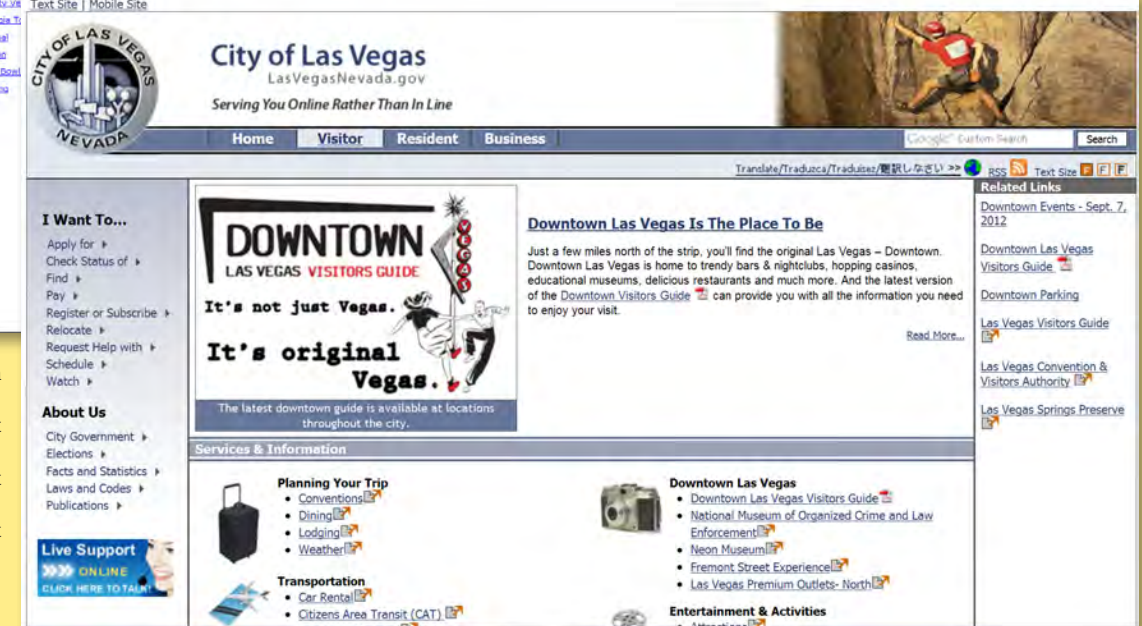 Text Site | Mobile Site
CITY OF LAS VEGAS
NEVADA
City of Las Vegas
LasVegasNevada.gov
Serving You Online Rather Than In Line
Home Visitor Resident Business
Google™ Custom Search Search
Translate/Traduzca/Traduisez/翻訳しなさい >> RSS Text Size F F F
I Want To...
Apply for
Check Status of
Find
Pay
Register or Subscribe
Relocate
Request Help with
Schedule
Watch
About Us
City Government
Elections
Facts and Statistics
Laws and Codes
Publications
Live Support
ONLINE
CLICK HERE TO TALK!
DOWNTOWN
VEGAS
LAS VEGAS VISITORS GUIDE
It's not just Vegas.
It's original
Vegas.
The latest downtown guide is available at locations
throughout the city.
Downtown Las Vegas Is The Place To Be
Just a few miles north of the strip, you'll find the original Las Vegas – Downtown.
Downtown Las Vegas is home to trendy bars & nightclubs, hopping casinos,
educational museums, delicious restaurants and much more. And the latest version
of the Downtown Visitors Guide can provide you with all the information you need
to enjoy your visit.
Read More...
Related Links
Downtown Events - Sept. 7,
2012
Downtown Las Vegas
Visitors Guide
Downtown Parking
Las Vegas Visitors Guide
Las Vegas Convention &
Visitors Authority
Las Vegas Springs Preserve
Services & Information
Planning Your Trip
• Conventions
• Dining
• Lodging
• Weather
Transportation
• Car Rental
• Citizens Area Transit (CAT)
Downtown Las Vegas
• Downtown Las Vegas Visitors Guide
• National Museum of Organized Crime and Law
Enforcement
• Neon Museum
• Fremont Street Experience
• Las Vegas Premium Outlets- North
Entertainment & Activities
• Attractions